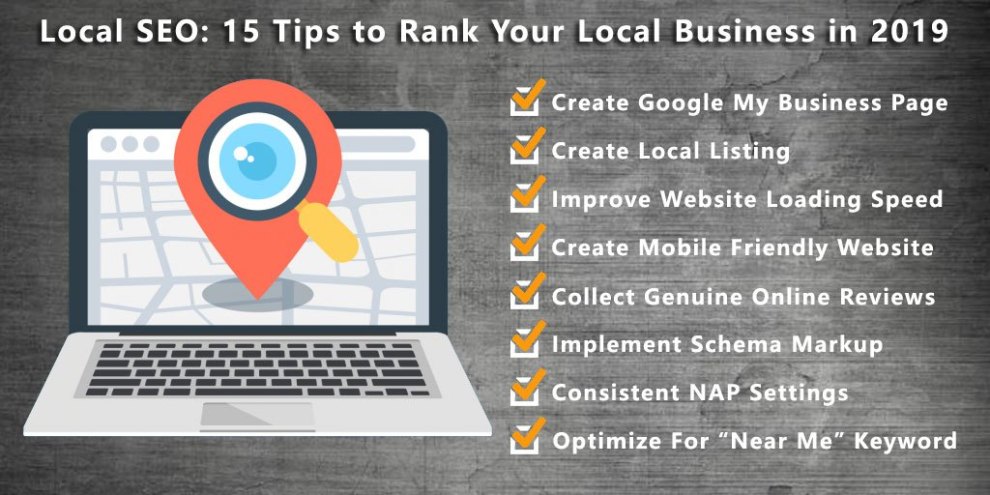 Local SEO: 15 Tips to Rank Your Local Business in 2019
Create Google My Business Page
Create Local Listing
Improve Website Loading Speed
Create Mobile Friendly Website
Collect Genuine Online Reviews
Implement Schema Markup
Consistent NAP Settings
Optimize For “Near Me” Keyword